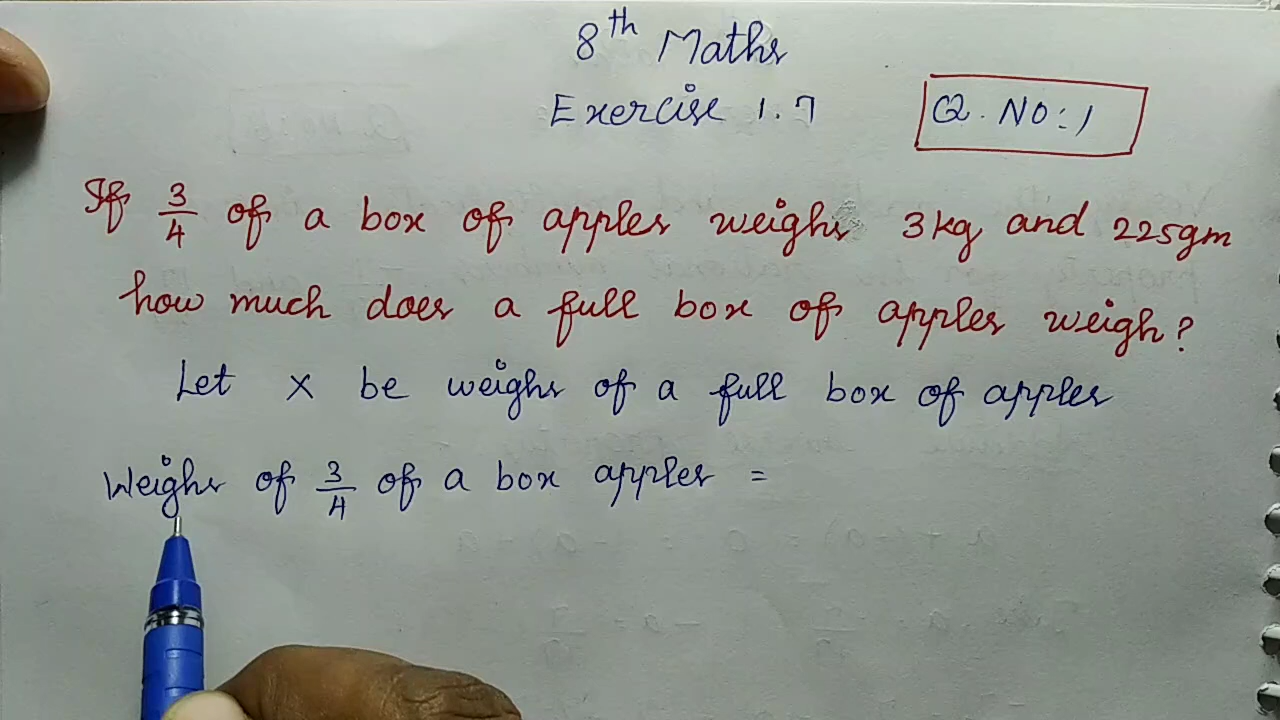 8th Maths
Exercise 1.7
Q. NO:1
If 3/4 of a box of apples weighs 3kg and 225gm
how much does a full box of apples weigh?
Let x be weighs of a full box of apples
Weighs of 3/4 of a box apples =